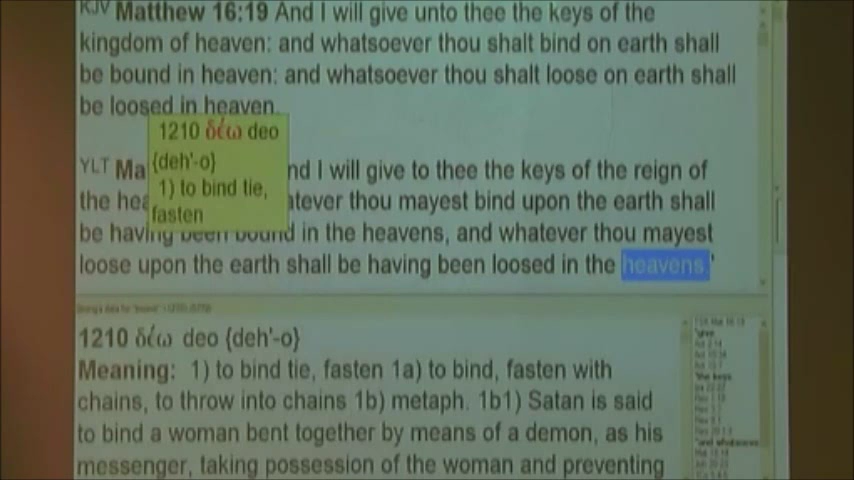 KJV Matthew 16:19 And I will give unto thee the keys of the
kingdom of heaven: and whatsoever thou shalt bind on earth shall
be bound in heaven: and whatsoever thou shalt loose on earth shall
be loosed in heaven.
1210 δέω deo
{deh'-o}
1) to bind tie,
fasten
YLT Ma nd I will give to thee the keys of the reign of
the hea atever thou mayest bind upon the earth shall
be having been bound in the heavens, and whatever thou mayest
loose upon the earth shall be having been loosed in the heavens.'
1210 δέω deo {deh'-o}
Meaning: 1) to bind tie, fasten 1a) to bind, fasten with
chains, to throw into chains 1b) metaph. 1b1) Satan is said
to bind a woman bent together by means of a demon, as his
messenger, taking possession of the woman and preventing
"give
"the keys
"and whatsoever